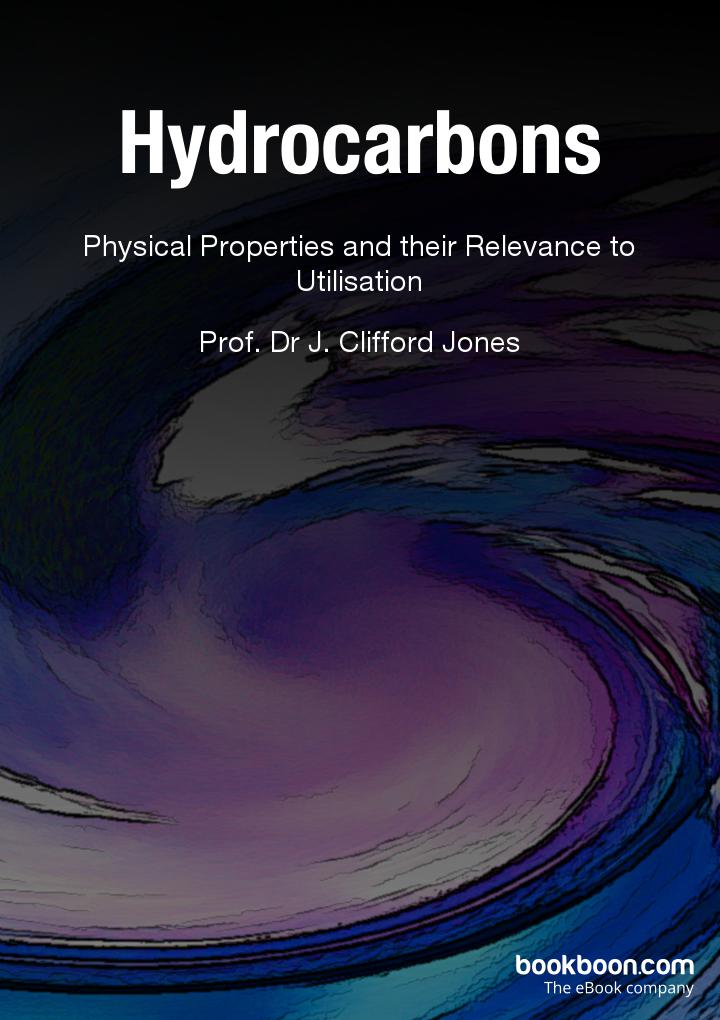 Hydrocarbons
Physical Properties and their Relevance to
Utilisation
Prof. Dr J. Clifford Jones
bookboon.com
The eBook company